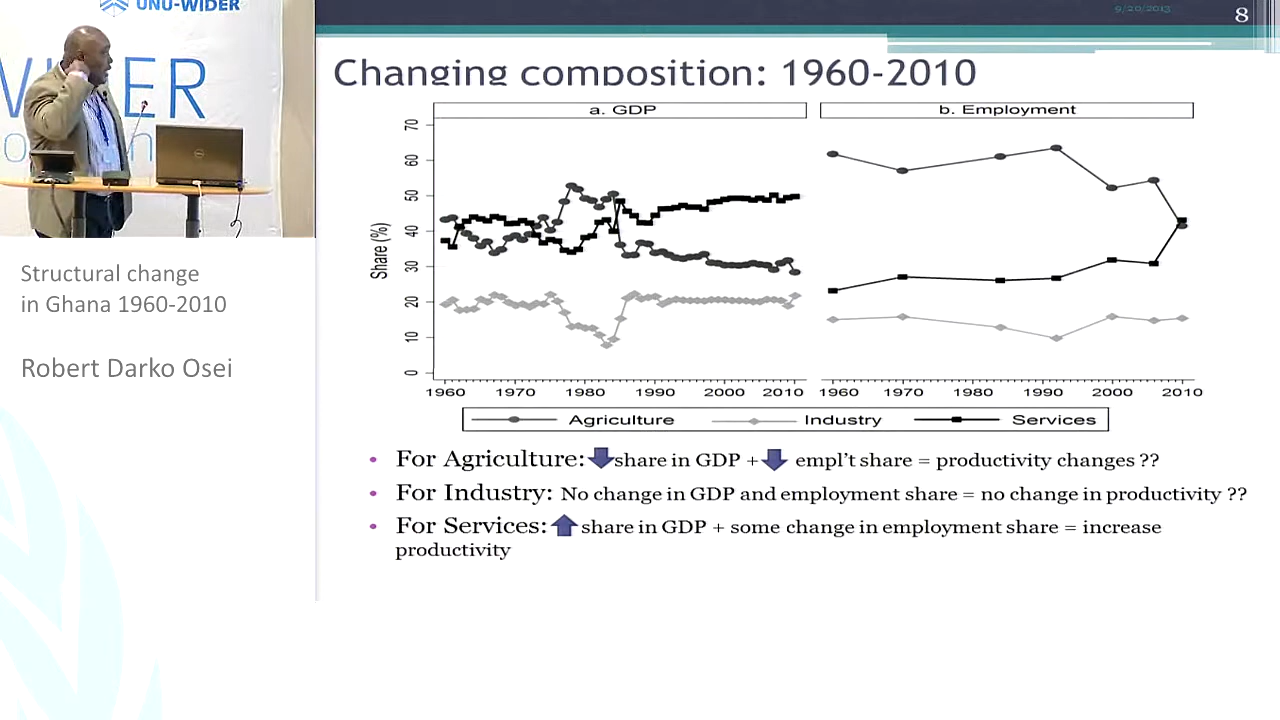 UNU-WIDER
WIDER
Structural change
in Ghana 1960-2010
Robert Darko Osei
9/20/2013
8
Changing composition: 1960-2010
a. GDP
b. Employment
Share (%)
70
60
50
40
30
20
10
0
1960 1970 1980 1990 2000 2010
1960 1970 1980 1990 2000 2010
Agriculture Industry Services
• For Agriculture: share in GDP + empl't share = productivity changes ??
• For Industry: No change in GDP and employment share = no change in productivity ??
• For Services: share in GDP + some change in employment share = increase
productivity